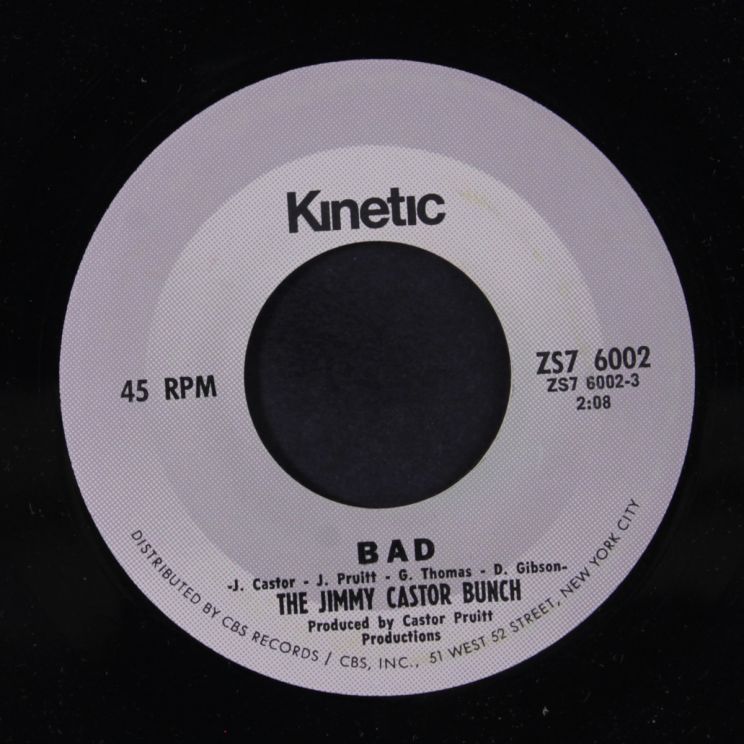 Kinetic
45 RPM
ZS7 6002
ZS7 6002-3
2:08
BAD
-J. Castor - J. Pruitt - G. Thomas - D. Gibson-
THE JIMMY CASTOR BUNCH
Produced by Castor Pruitt
Productions
DISTRIBUTED BY CBS RECORDS / CBS, INC., 51 WEST 52 STREET, NEW YORK CITY